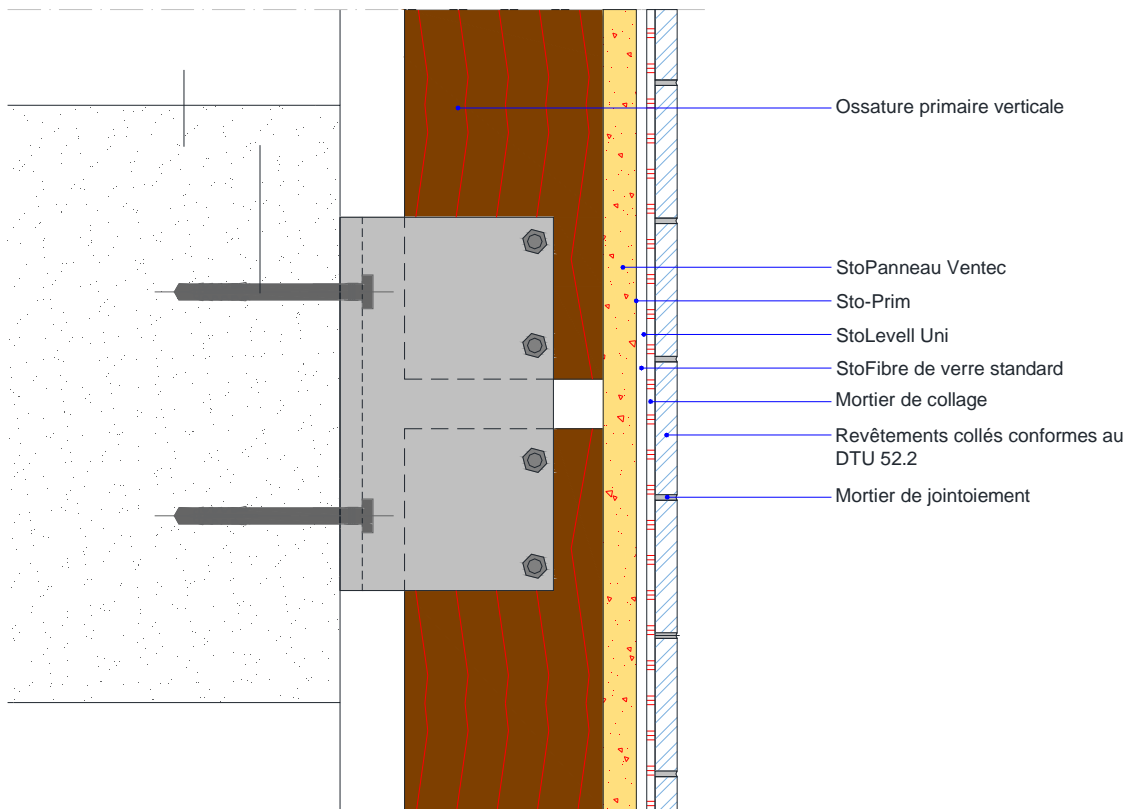 Ossature primaire verticale
StoPanneau Ventec
Sto-Prim
StoLevell Uni
StoFibre de verre standard
Mortier de collage
Revêtements collés conformes au
DTU 52.2
Mortier de jointoiement